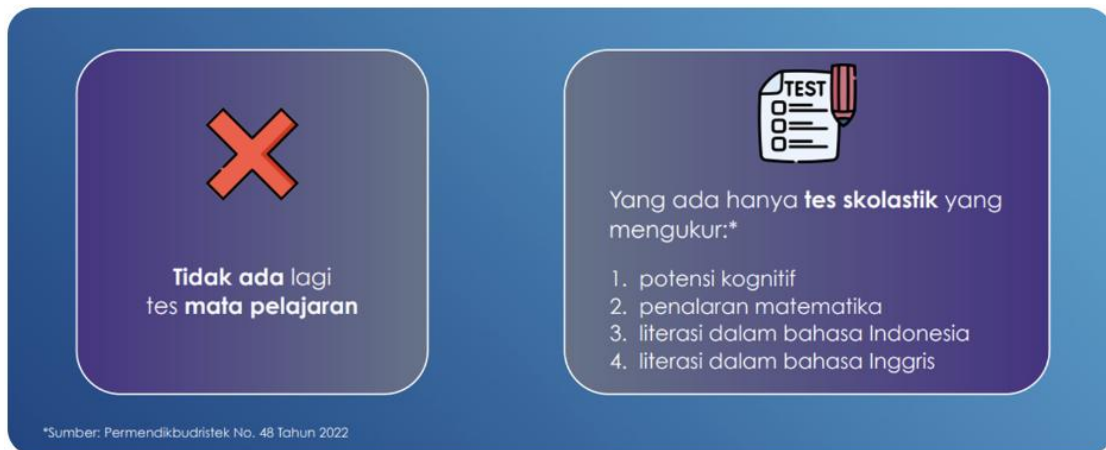 Tidak ada lagi
tes mata pelajaran
TEST
Yang ada hanya tes skolastik yang
mengukur:*
1. potensi kognitif
2. penalaran matematika
3. literasi dalam bahasa Indonesia
4. literasi dalam bahasa Inggris
*Sumber: Permendikbudristek No. 48 Tahun 2022